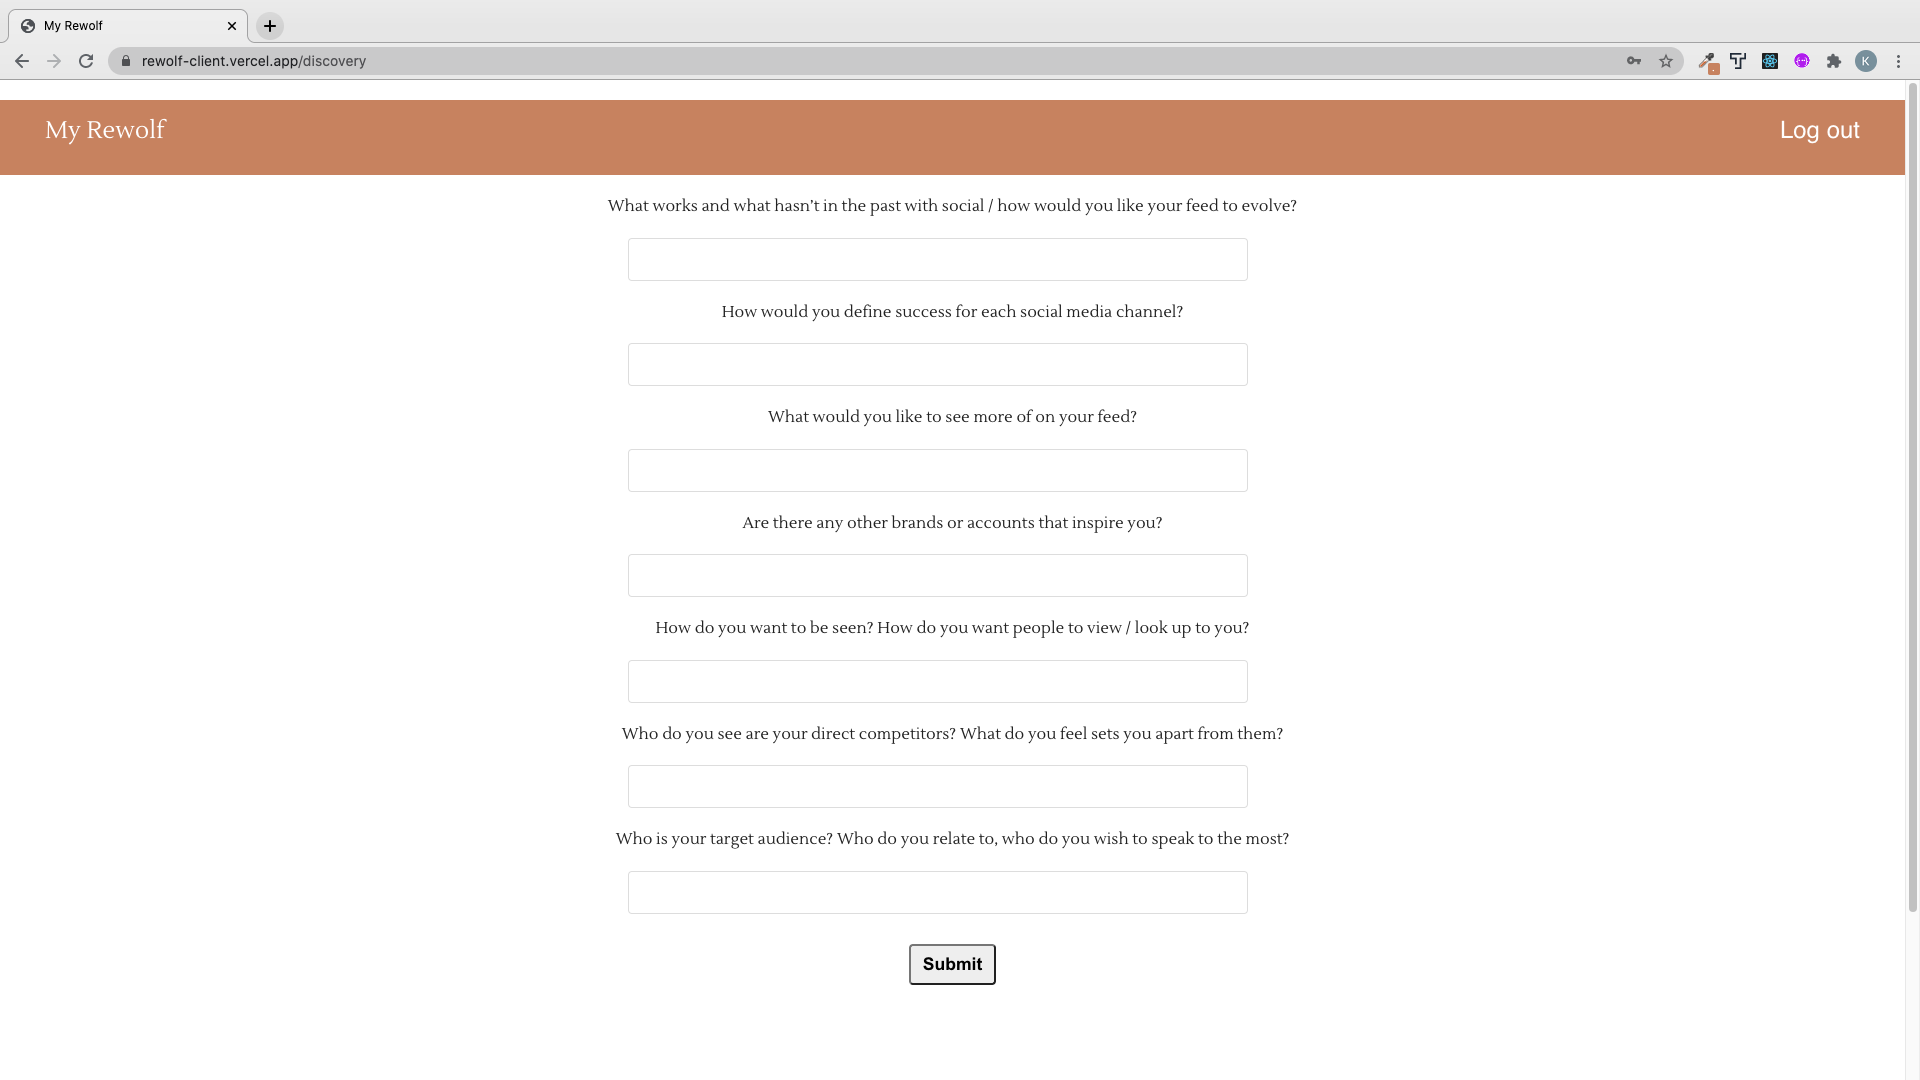 My Rewolf
rewolf-client.vercel.app/discovery
K
My Rewolf
Log out
What works and what hasn’t in the past with social / how would you like your feed to evolve?
How would you define success for each social media channel?
What would you like to see more of on your feed?
Are there any other brands or accounts that inspire you?
How do you want to be seen? How do you want people to view / look up to you?
Who do you see are your direct competitors? What do you feel sets you apart from them?
Who is your target audience? Who do you relate to, who do you wish to speak to the most?
Submit